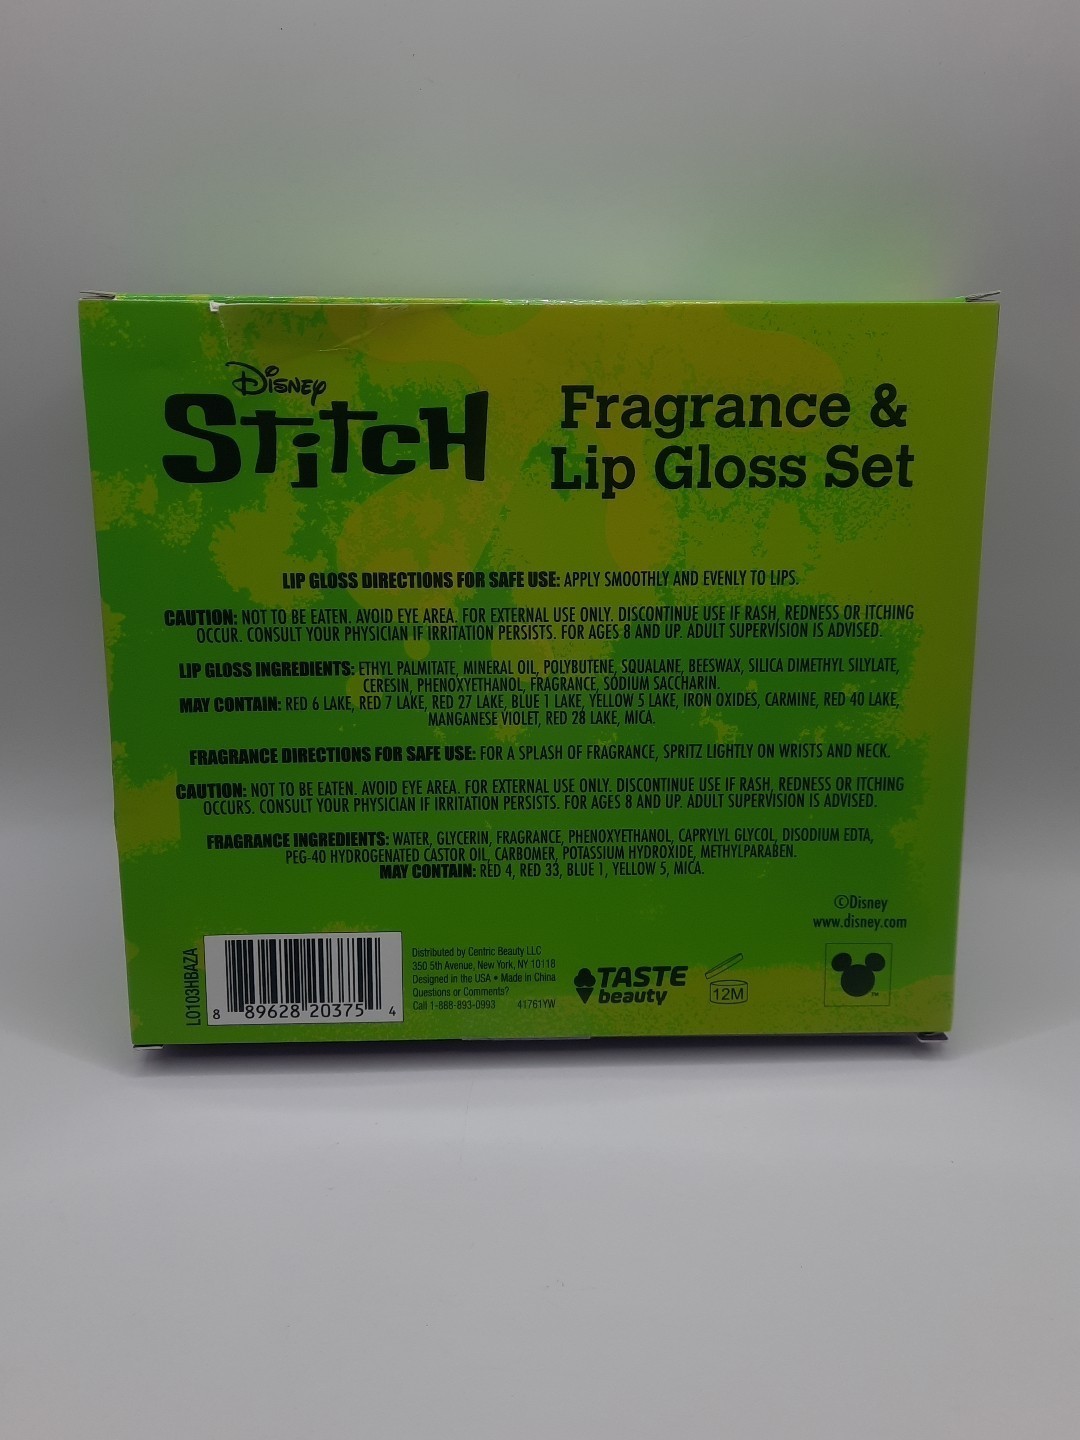 Disney
Stitch
Fragrance &
Lip Gloss Set
LIP GLOSS DIRECTIONS FOR SAFE USE: APPLY SMOOTHLY AND EVENLY TO LIPS.
CAUTION: NOT TO BE EATEN. AVOID EYE AREA. FOR EXTERNAL USE ONLY. DISCONTINUE USE IF RASH, REDNESS OR ITCHING
OCCUR. CONSULT YOUR PHYSICIAN IF IRRITATION PERSISTS. FOR AGES 8 AND UP. ADULT SUPERVISION IS ADVISED.
LIP GLOSS INGREDIENTS: ETHYL PALMITATE, MINERAL OIL, POLYBUTENE, SQUALANE, BEESWAX, SILICA DIMETHYL SILYLATE,
CERESIN, PHENOXYETHANOL, FRAGRANCE, SODIUM SACCHARIN.
MAY CONTAIN: RED 6 LAKE, RED 7 LAKE, RED 27 LAKE, BLUE 1 LAKE, YELLOW 5 LAKE, IRON OXIDES, CARMINE, RED 40 LAKE,
MANGANESE VIOLET, RED 28 LAKE, MICA.
FRAGRANCE DIRECTIONS FOR SAFE USE: FOR A SPLASH OF FRAGRANCE, SPRITZ LIGHTLY ON WRISTS AND NECK.
CAUTION: NOT TO BE EATEN. AVOID EYE AREA. FOR EXTERNAL USE ONLY. DISCONTINUE USE IF RASH, REDNESS OR ITCHING
OCCURS. CONSULT YOUR PHYSICIAN IF IRRITATION PERSISTS. FOR AGES 8 AND UP. ADULT SUPERVISION IS ADVISED.
FRAGRANCE INGREDIENTS: WATER, GLYCERIN, FRAGRANCE, PHENOXYETHANOL, CAPRYLYL GLYCOL, DISODIUM EDTA,
PEG-40 HYDROGENATED CASTOR OIL, CARBOMER, POTASSIUM HYDROXIDE, METHYLPARABEN.
MAY CONTAIN: RED 4, RED 33, BLUE 1, YELLOW 5, MICA.
©Disney
www.disney.com
L0103HBAZA
8 89628 20375 4
Distributed by Centric Beauty LLC
350 5th Avenue, New York, NY 10118
Designed in the USA • Made in China
Questions or Comments?
Call 1-888-893-0993 41761YW
TASTE
beauty
12M
TM